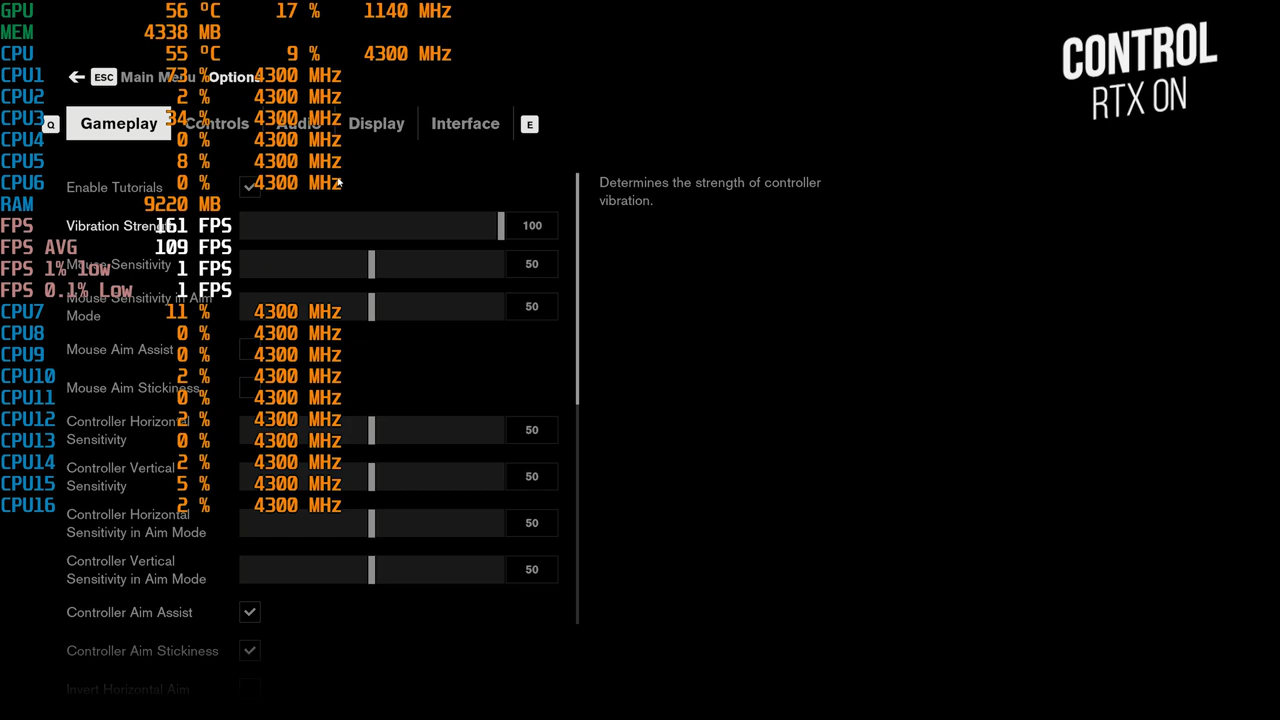 GPU 56 °C 17 % 1140 MHz
MEM 4338 MB
CPU 55 °C 9 % 4300 MHz
CONTROL
RTX ON
ESC Main Menu Options
CPU1 73 % 4300 MHz
CPU2 2 % 4300 MHz
CPU3 34 % 4300 MHz
Q Gameplay Controls Audio Display Interface E
CPU4 0 % 4300 MHz
CPU5 8 % 4300 MHz
CPU6 0 % 4300 MHz
Enable Tutorials
Determines the strength of controller
vibration.
RAM 9220 MB
FPS 161 FPS
Vibration Strength 100
FPS AVG 109 FPS
Mouse Sensitivity 50
FPS 1% low 1 FPS
FPS 0.1% Low 1 FPS
Mouse Sensitivity in Aim
Mode 50
CPU7 11 % 4300 MHz
CPU8 0 % 4300 MHz
Mouse Aim Assist
CPU9 0 % 4300 MHz
CPU10 2 % 4300 MHz
Mouse Aim Stickiness
CPU11 0 % 4300 MHz
CPU12 2 % 4300 MHz
Controller Horizontal
Sensitivity 50
CPU13 0 % 4300 MHz
CPU14 2 % 4300 MHz
Controller Vertical
Sensitivity 50
CPU15 5 % 4300 MHz
CPU16 2 % 4300 MHz
Controller Horizontal
Sensitivity in Aim Mode 50
Controller Vertical
Sensitivity in Aim Mode 50
Controller Aim Assist
Controller Aim Stickiness
Invert Horizontal Aim